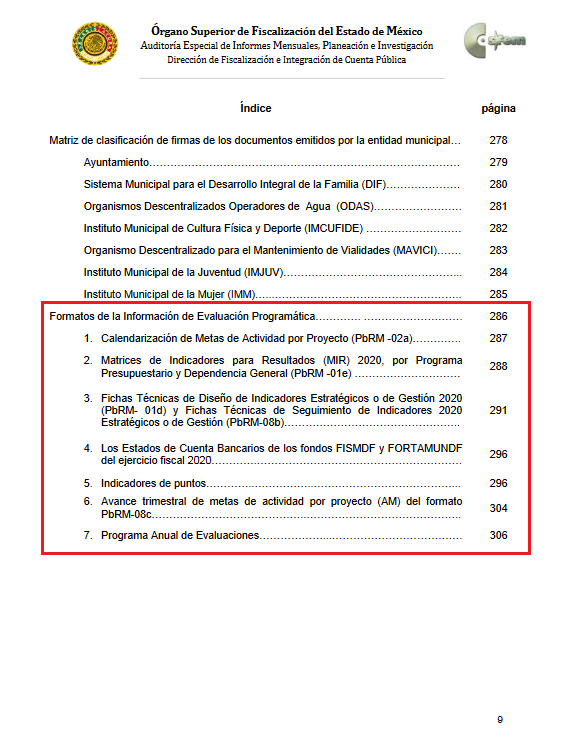 Órgano Superior de Fiscalización del Estado de México
Auditoría Especial de Informes Mensuales, Planeación e Investigación
Dirección de Fiscalización e Integración de Cuenta Pública
osfem
Índice página
Matriz de clasificación de firmas de los documentos emitidos por la entidad municipal… 278
Ayuntamiento…………………………………………………………………………… 279
Sistema Municipal para el Desarrollo Integral de la Familia (DIF)………………… 280
Organismos Descentralizados Operadores de Agua (ODAS)……………………. 281
Instituto Municipal de Cultura Física y Deporte (IMCUFIDE) ……………………… 282
Organismo Descentralizado para el Mantenimiento de Vialidades (MAVICI)……. 283
Instituto Municipal de la Juventud (IMJUV)………………………………………….. 284
Instituto Municipal de la Mujer (IMM)…………………………………………………. 285
Formatos de la Información de Evaluación Programática…………. ………………………. 286
1. Calendarización de Metas de Actividad por Proyecto (PbRM -02a)…………. 287
2. Matrices de Indicadores para Resultados (MIR) 2020, por Programa
Presupuestario y Dependencia General (PbRM -01e) ………………………… 288
3. Fichas Técnicas de Diseño de Indicadores Estratégicos o de Gestión 2020
(PbRM- 01d) y Fichas Técnicas de Seguimiento de Indicadores 2020
Estratégicos o de Gestión (PbRM-08b)…………………………………………. 291
4. Los Estados de Cuenta Bancarios de los fondos FISMDF y FORTAMUNDF
del ejercicio fiscal 2020…………………………………………………………… 296
5. Indicadores de puntos……………………………………………………………. 296
6. Avance trimestral de metas de actividad por proyecto (AM) del formato
PbRM-08c………………………………………………………………………….. 304
7. Programa Anual de Evaluaciones………………....……………………………… 306
9